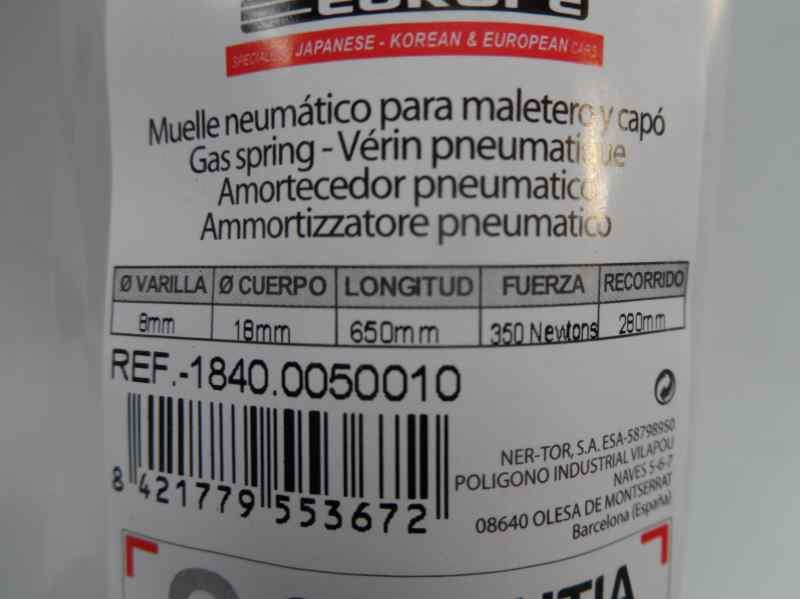 EUROPE
SPECIALIST JAPANESE - KOREAN & EUROPEAN CARS
Muelle neumático para maletero y capó
Gas spring - Vérin pneumatique
Amortecedor pneumatico
Ammortizzatore pneumatico
Ø VARILLA Ø CUERPO LONGITUD FUERZA RECORRIDO
8mm 18mm 650mm 350 Newtons 280mm
REF.-1840.0050010
8 421779 553672
NER-TOR, S.A. ESA-58798950
POLIGONO INDUSTRIAL VILAPOU
NAVES 5-6-7
08640 OLESA DE MONTSERRAT
Barcelona (España)